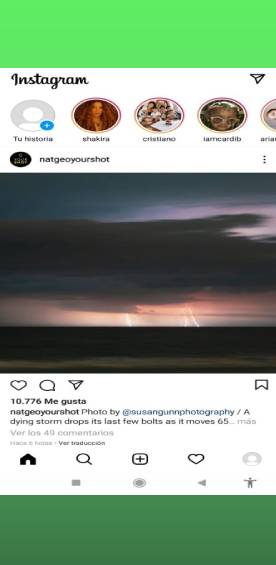 Instagram
Tu historia
shakira
cristiano
iamcardib
aria
natgeoyourshot
10.776 Me gusta
natgeoyourshot Photo by @susangunnphotography / A
dying storm drops its last few bolts as it moves 65... más
Ver los 49 comentarios
Hace 6 horas · Ver traducción